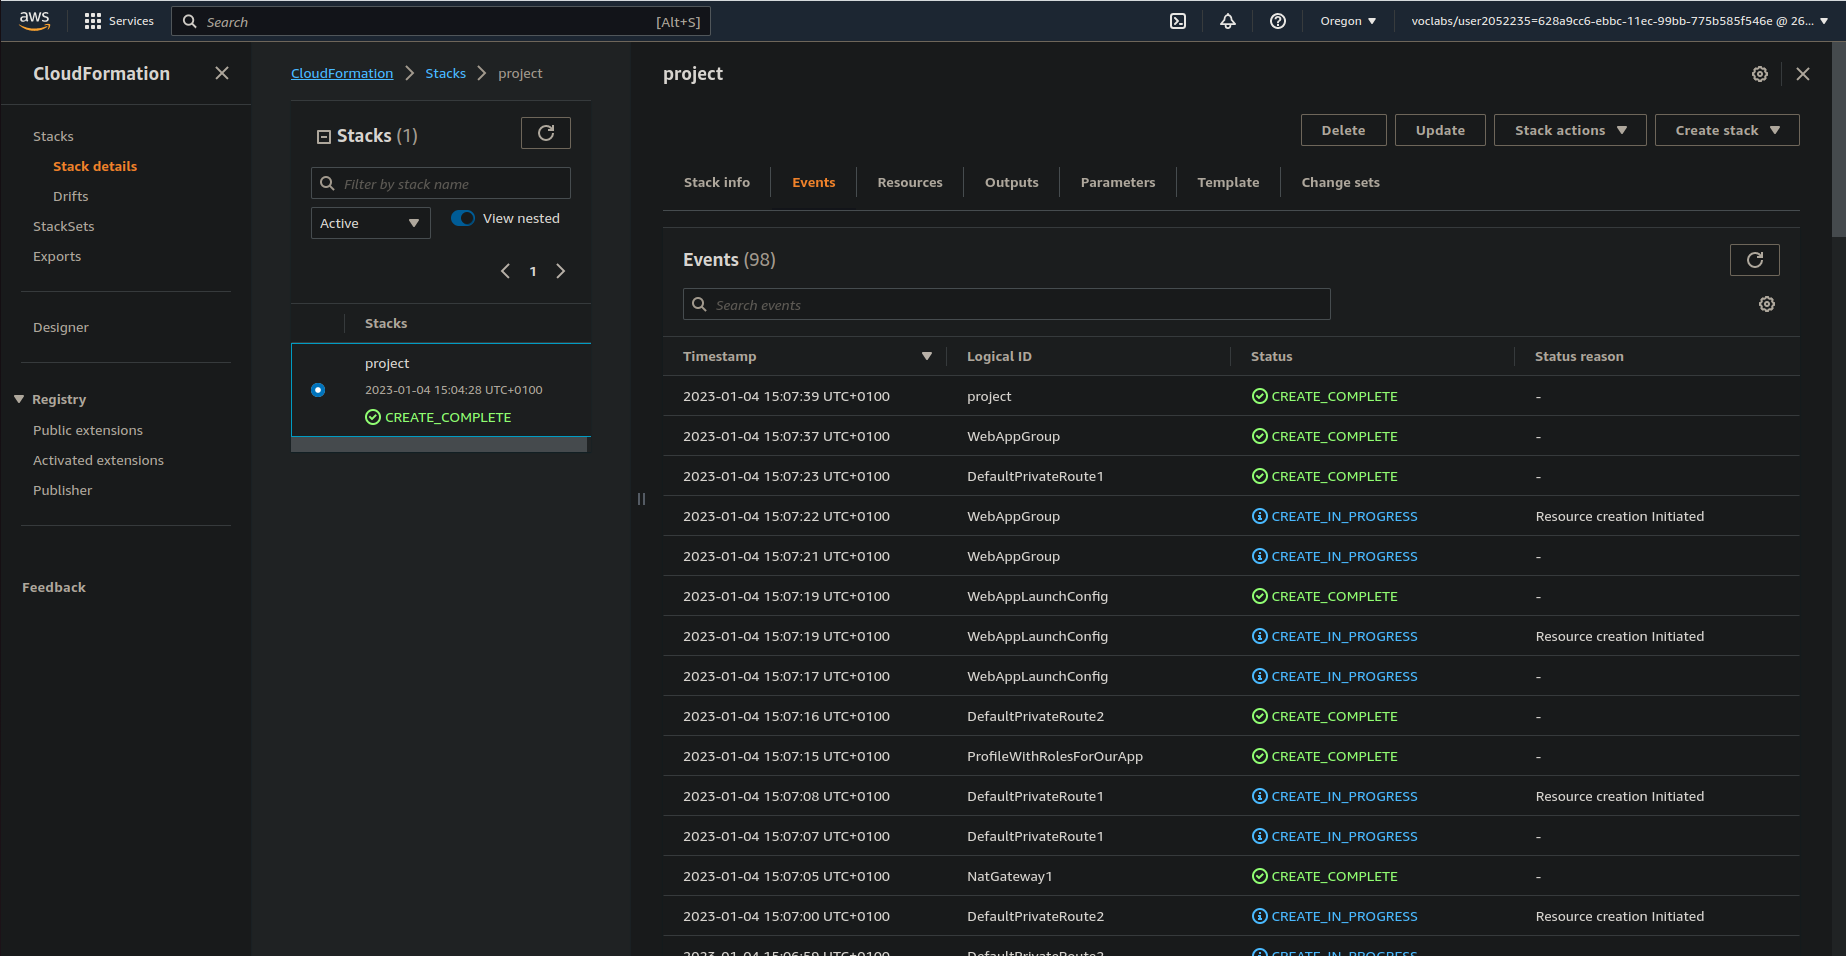 aws
Services
Search
[Alt+S]
Oregon
voclabs/user2052235=628a9cc6-ebbc-11ec-99bb-775b585f546e @ 26...
CloudFormation
Stacks
Stack details
Drifts
StackSets
Exports
Designer
Registry
Public extensions
Activated extensions
Publisher
Feedback
CloudFormation Stacks project
Stacks (1)
Filter by stack name
Active
View nested
1
Stacks
project
2023-01-04 15:04:28 UTC+0100
CREATE_COMPLETE
project
Delete Update Stack actions Create stack
Stack info Events Resources Outputs Parameters Template Change sets
Events (98)
Search events
Timestamp Logical ID Status Status reason
2023-01-04 15:07:39 UTC+0100 project CREATE_COMPLETE -
2023-01-04 15:07:37 UTC+0100 WebAppGroup CREATE_COMPLETE -
2023-01-04 15:07:23 UTC+0100 DefaultPrivateRoute1 CREATE_COMPLETE -
2023-01-04 15:07:22 UTC+0100 WebAppGroup CREATE_IN_PROGRESS Resource creation Initiated
2023-01-04 15:07:21 UTC+0100 WebAppGroup CREATE_IN_PROGRESS -
2023-01-04 15:07:19 UTC+0100 WebAppLaunchConfig CREATE_COMPLETE -
2023-01-04 15:07:19 UTC+0100 WebAppLaunchConfig CREATE_IN_PROGRESS Resource creation Initiated
2023-01-04 15:07:17 UTC+0100 WebAppLaunchConfig CREATE_IN_PROGRESS -
2023-01-04 15:07:16 UTC+0100 DefaultPrivateRoute2 CREATE_COMPLETE -
2023-01-04 15:07:15 UTC+0100 ProfileWithRolesForOurApp CREATE_COMPLETE -
2023-01-04 15:07:08 UTC+0100 DefaultPrivateRoute1 CREATE_IN_PROGRESS Resource creation Initiated
2023-01-04 15:07:07 UTC+0100 DefaultPrivateRoute1 CREATE_IN_PROGRESS -
2023-01-04 15:07:05 UTC+0100 NatGateway1 CREATE_COMPLETE -
2023-01-04 15:07:00 UTC+0100 DefaultPrivateRoute2 CREATE_IN_PROGRESS Resource creation Initiated
2023-01-04 15:06:59 UTC+0100 DefaultPrivateRoute2 CREATE_IN_PROGRESS